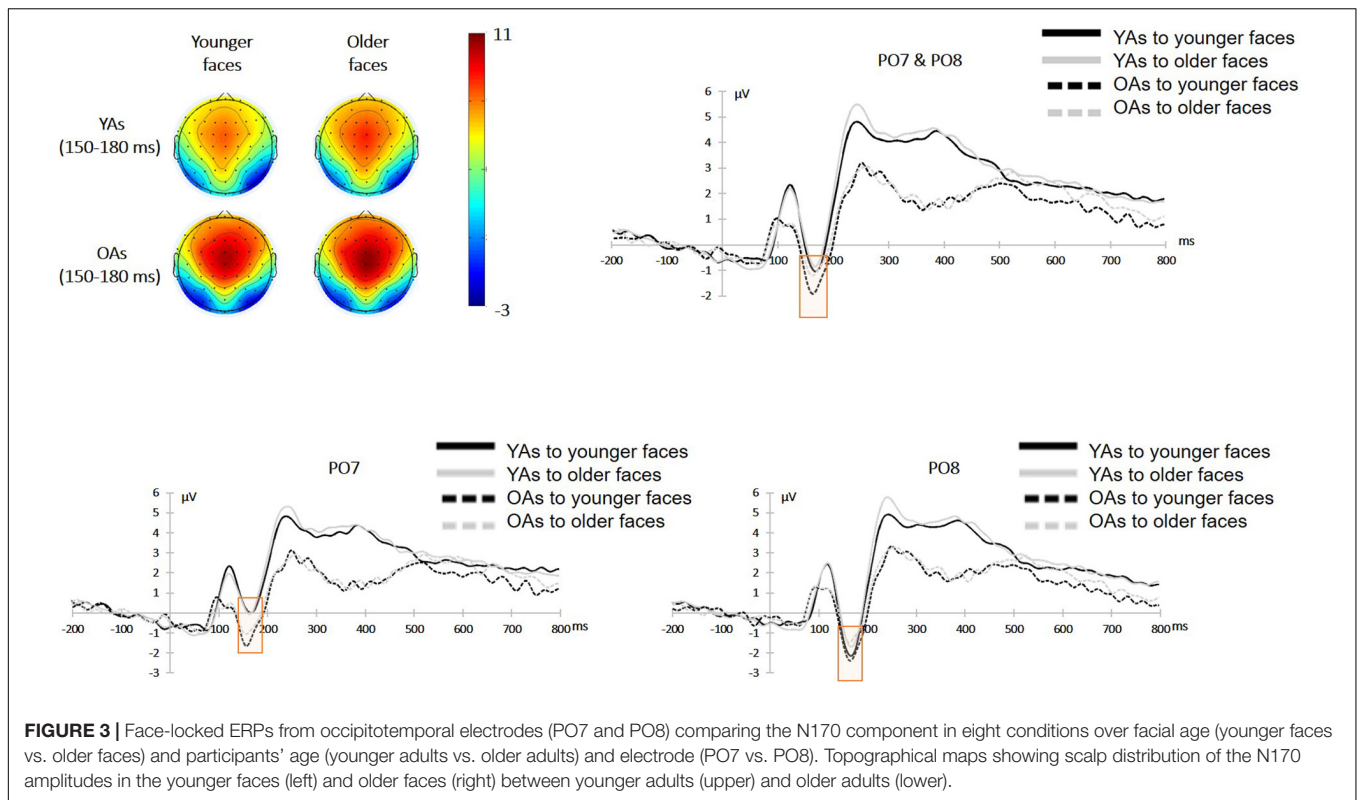 Younger
faces
Older
faces
11
YAs
(150-180 ms)
OAs
(150-180 ms)
-3
PO7 & PO8
YAs to younger faces
YAs to older faces
OAs to younger faces
OAs to older faces
µV
6
5
4
3
2
1
-1
-2
-200 -100 100 200 300 400 500 600 700 800
ms
PO7
YAs to younger faces
YAs to older faces
OAs to younger faces
OAs to older faces
µV
6
5
4
3
2
1
-1
-2
-3
-200 -100 100 200 300 400 500 600 700 800 ms
PO8
YAs to younger faces
YAs to older faces
OAs to younger faces
OAs to older faces
µV
6
5
4
3
2
1
-1
-2
-3
-200 -100 100 200 300 400 500 600 700 800 ms
FIGURE 3 | Face-locked ERPs from occipitotemporal electrodes (PO7 and PO8) comparing the N170 component in eight conditions over facial age (younger faces
vs. older faces) and participants’ age (younger adults vs. older adults) and electrode (PO7 vs. PO8). Topographical maps showing scalp distribution of the N170
amplitudes in the younger faces (left) and older faces (right) between younger adults (upper) and older adults (lower).